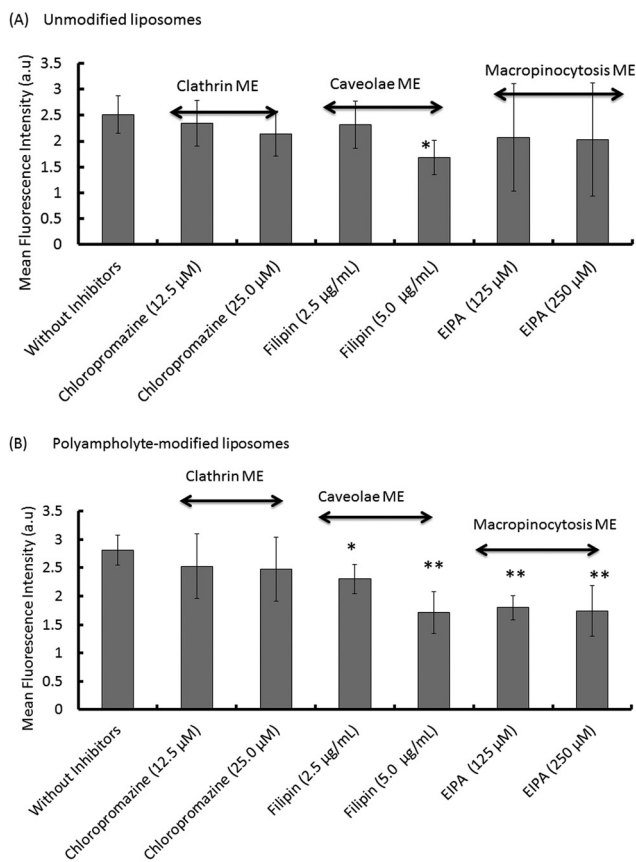 (A) Unmodified liposomes
Mean Fluorescence Intensity (a.u)
3.5
3
2.5
2
1.5
1
0.5
0
Clathrin ME
Caveolae ME
Macropinocytosis ME
*
Without Inhibitors
Chloropromazine (12.5 µM)
Chloropromazine (25.0 µM)
Filipin (2.5 µg/mL)
Filipin (5.0 µg/mL)
EIPA (125 µM)
EIPA (250 µM)
(B) Polyampholyte-modified liposomes
Mean Fluorescence Intensity (a.u)
3.5
3
2.5
2
1.5
1
0.5
0
Clathrin ME
Caveolae ME
Macropinocytosis ME
*
**
**
**
Without Inhibitors
Chloropromazine (12.5 µM)
Chloropromazine (25.0 µM)
Filipin (2.5 µg/mL)
Filipin (5.0 µg/mL)
EIPA (125 µM)
EIPA (250 µM)